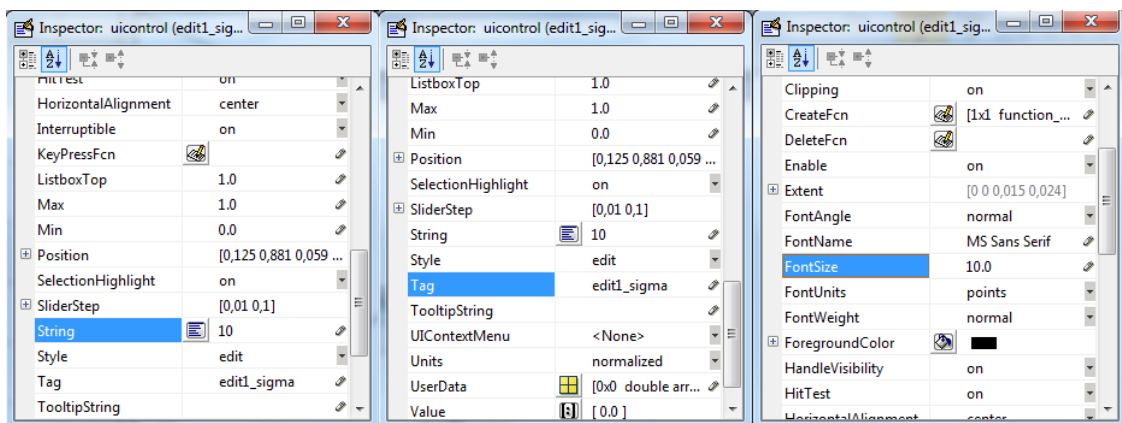 Inspector: uicontrol (edit1_sig...
HitTest on
HorizontalAlignment center
Interruptible on
KeyPressFcn
ListboxTop 1.0
Max 1.0
Min 0.0
Position [0,125 0,881 0,059 ...
SelectionHighlight on
SliderStep [0,01 0,1]
String 10
Style edit
Tag edit1_sigma
TooltipString
Inspector: uicontrol (edit1_sig...
ListboxTop 1.0
Max 1.0
Min 0.0
Position [0,125 0,881 0,059 ...
SelectionHighlight on
SliderStep [0,01 0,1]
String 10
Style edit
Tag edit1_sigma
TooltipString
UIContextMenu <None>
Units normalized
UserData [0x0 double arr...
Value [ 0.0 ]
Inspector: uicontrol (edit1_sig...
Clipping on
CreateFcn [1x1 function_...
DeleteFcn
Enable on
Extent [0 0 0,015 0,024]
FontAngle normal
FontName MS Sans Serif
FontSize 10.0
FontUnits points
FontWeight normal
ForegroundColor
HandleVisibility on
HitTest on
HorizontalAlignment center